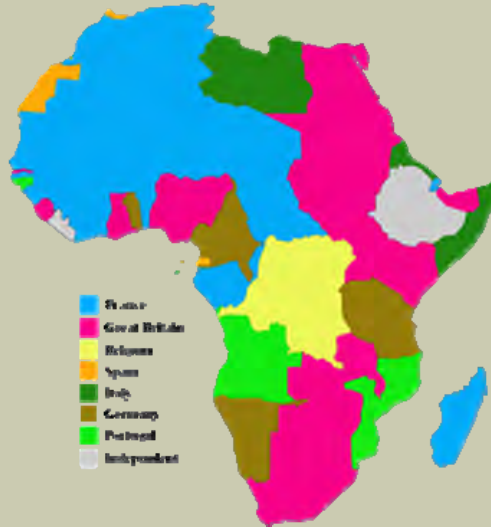 France
Great Britain
Belgium
Spain
Italy
Germany
Portugal
Independent